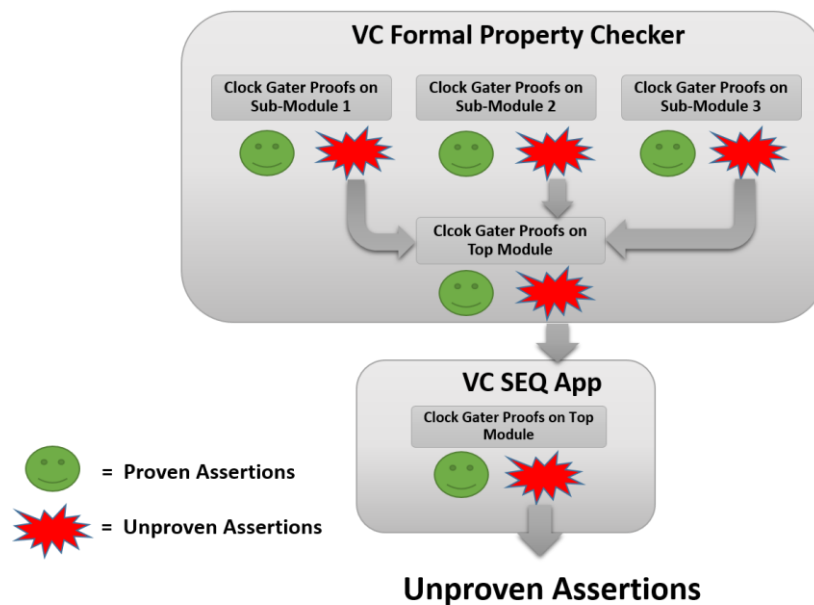 VC Formal Property Checker
Clock Gater Proofs on
Sub-Module 1
Clock Gater Proofs on
Sub-Module 2
Clock Gater Proofs on
Sub-Module 3
Clcok Gater Proofs on
Top Module
VC SEQ App
Clock Gater Proofs on Top
Module
= Proven Assertions
= Unproven Assertions
Unproven Assertions